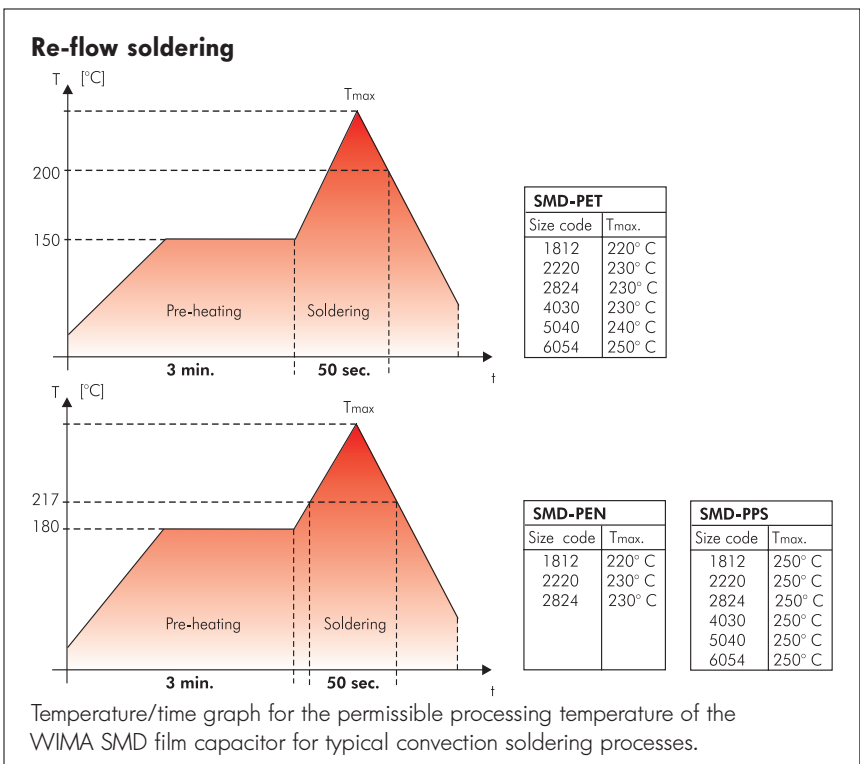 Re-flow soldering
T [°C]
Tmax
200
150
Pre-heating
Soldering
3 min.
50 sec.
t
SMD-PET
Size code Tmax.
1812 220° C
2220 230° C
2824 230° C
4030 230° C
5040 240° C
6054 250° C
T [°C]
Tmax
217
180
Pre-heating
Soldering
3 min.
50 sec.
t
SMD-PEN
Size code Tmax.
1812 220° C
2220 230° C
2824 230° C
SMD-PPS
Size code Tmax.
1812 250° C
2220 250° C
2824 250° C
4030 250° C
5040 250° C
6054 250° C
Temperature/time graph for the permissible processing temperature of the
WIMA SMD film capacitor for typical convection soldering processes.